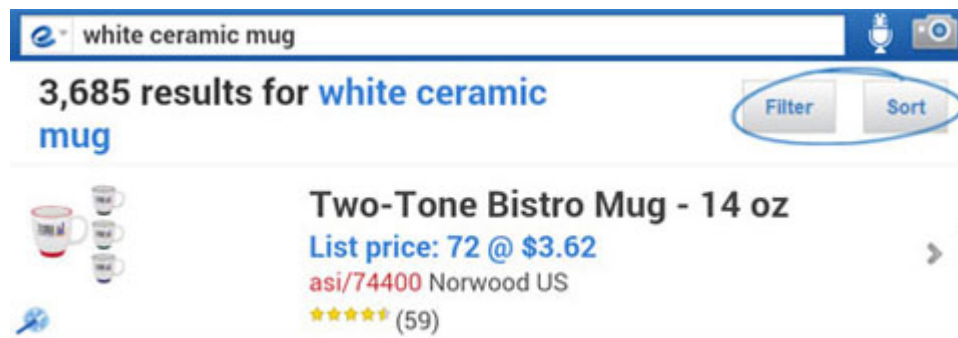 white ceramic mug
3,685 results for white ceramic
mug
Filter
Sort
Two-Tone Bistro Mug - 14 oz
List price: 72 @ $3.62
asi/74400 Norwood US
(59)